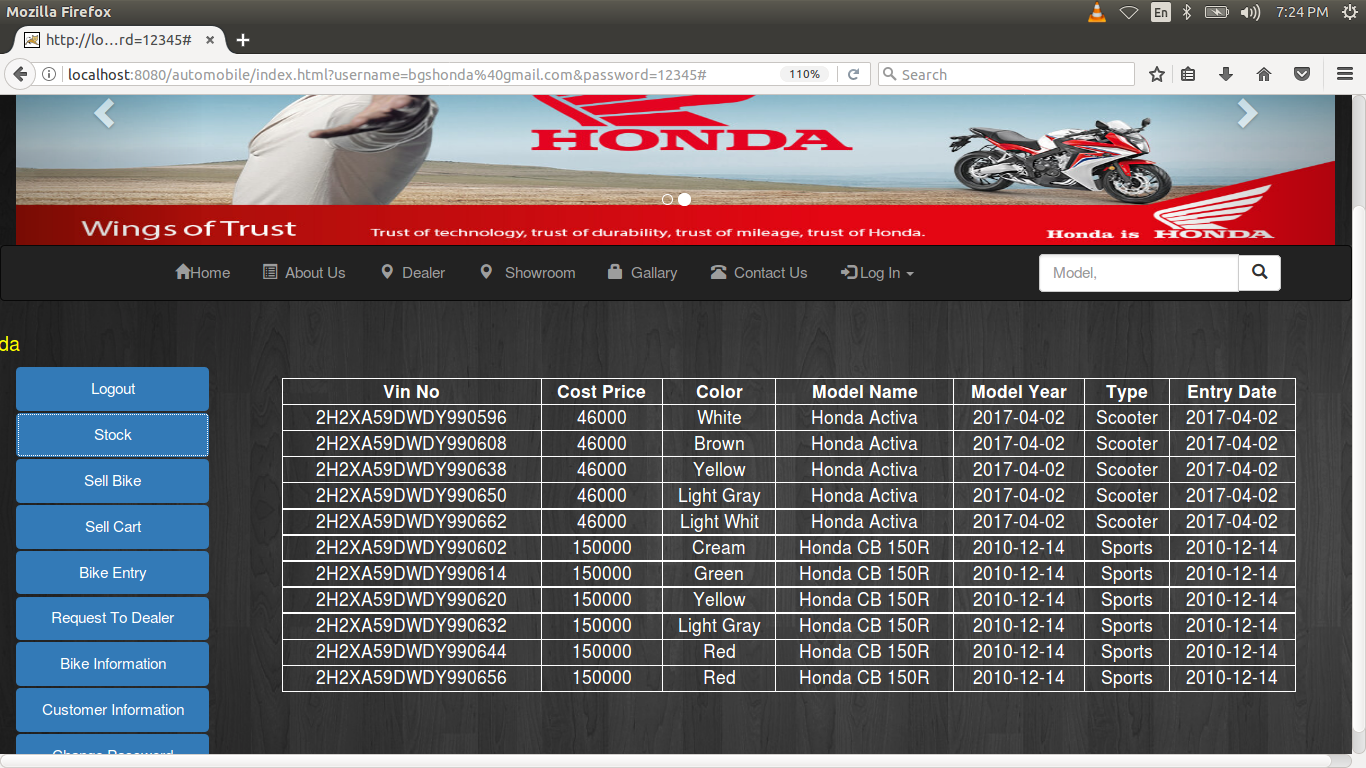 Mozilla Firefox
En
7:24 PM
http://lo...rd=12345#
localhost:8080/automobile/index.html?username=bgshonda%40gmail.com&password=12345#
110%
Search
HONDA
Wings of Trust
Trust of technology, trust of durability, trust of mileage, trust of Honda.
Honda is HONDA
Home About Us Dealer Showroom Gallary Contact Us Log In
Model,
da
Logout
Stock
Sell Bike
Sell Cart
Bike Entry
Request To Dealer
Bike Information
Customer Information
Change Password
Vin No Cost Price Color Model Name Model Year Type Entry Date
2H2XA59DWDY990596 46000 White Honda Activa 2017-04-02 Scooter 2017-04-02
2H2XA59DWDY990608 46000 Brown Honda Activa 2017-04-02 Scooter 2017-04-02
2H2XA59DWDY990638 46000 Yellow Honda Activa 2017-04-02 Scooter 2017-04-02
2H2XA59DWDY990650 46000 Light Gray Honda Activa 2017-04-02 Scooter 2017-04-02
2H2XA59DWDY990662 46000 Light Whit Honda Activa 2017-04-02 Scooter 2017-04-02
2H2XA59DWDY990602 150000 Cream Honda CB 150R 2010-12-14 Sports 2010-12-14
2H2XA59DWDY990614 150000 Green Honda CB 150R 2010-12-14 Sports 2010-12-14
2H2XA59DWDY990620 150000 Yellow Honda CB 150R 2010-12-14 Sports 2010-12-14
2H2XA59DWDY990632 150000 Light Gray Honda CB 150R 2010-12-14 Sports 2010-12-14
2H2XA59DWDY990644 150000 Red Honda CB 150R 2010-12-14 Sports 2010-12-14
2H2XA59DWDY990656 150000 Red Honda CB 150R 2010-12-14 Sports 2010-12-14